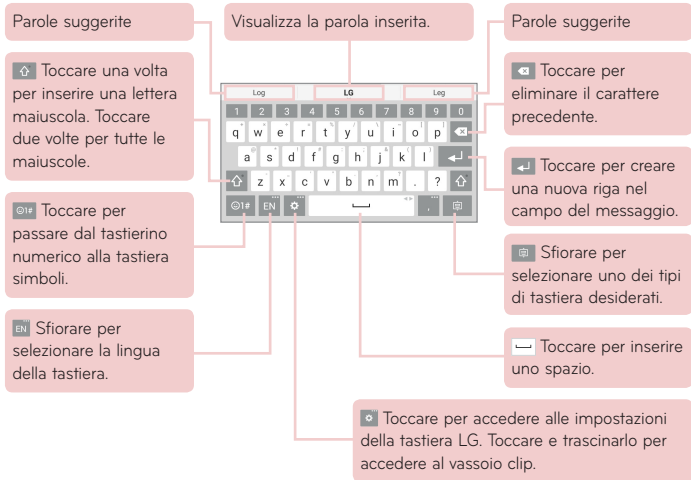 Parole suggerite
Visualizza la parola inserita.
Parole suggerite
Toccare una volta
per inserire una lettera
maiuscola. Toccare
due volte per tutte le
maiuscole.
☺1# Toccare per
passare dal tastierino
numerico alla tastiera
simboli.
EN Sfiorare per
selezionare la lingua
della tastiera.
Log LG Leg
1 2 3 4 5 6 7 8 9 0
q w e r t y u i o p
a s d f g h j k l
z x c v b n m . ?
☺1# EN ,
Toccare per
eliminare il carattere
precedente.
Toccare per creare
una nuova riga nel
campo del messaggio.
Sfiorare per
selezionare uno dei tipi
di tastiera desiderati.
Toccare per inserire
uno spazio.
Toccare per accedere alle impostazioni
della tastiera LG. Toccare e trascinarlo per
accedere al vassoio clip.